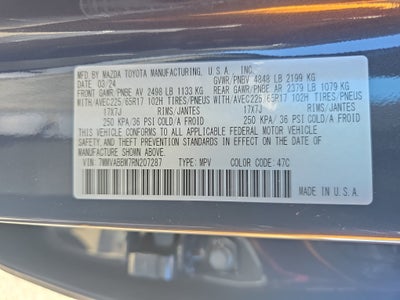 MFD. BY MAZDA TOYOTA MANUFACTURING, U.S.A., INC.
DATE: 03/24 GVWR/PNBV 4848 LB 2199 KG
FRONT GAWR/PNBE AV 2498 LB 1133 KG REAR GAWR/PNBE AR 2379 LB 1079 KG
WITH/AVEC225/65R17 102H TIRES/PNEUS WITH/AVEC225/65R17 102H TIRES/PNEUS
17X7J RIMS/JANTES 17X7J RIMS/JANTES
250 KPA/ 36 PSI COLD/A FROID 250 KPA/ 36 PSI COLD/A FROID
THIS VEHICLE CONFORMS TO ALL APPLICABLE FEDERAL MOTOR VEHICLE
SAFETY, AND THEFT PREVENTION STANDARDS IN EFFECT ON THE DATE OF
MANUFACTURE SHOWN ABOVE.
VIN: 7MMVABBM7RN207287 TYPE: MPV COLOR CODE: 47C
MADE IN U.S.A.